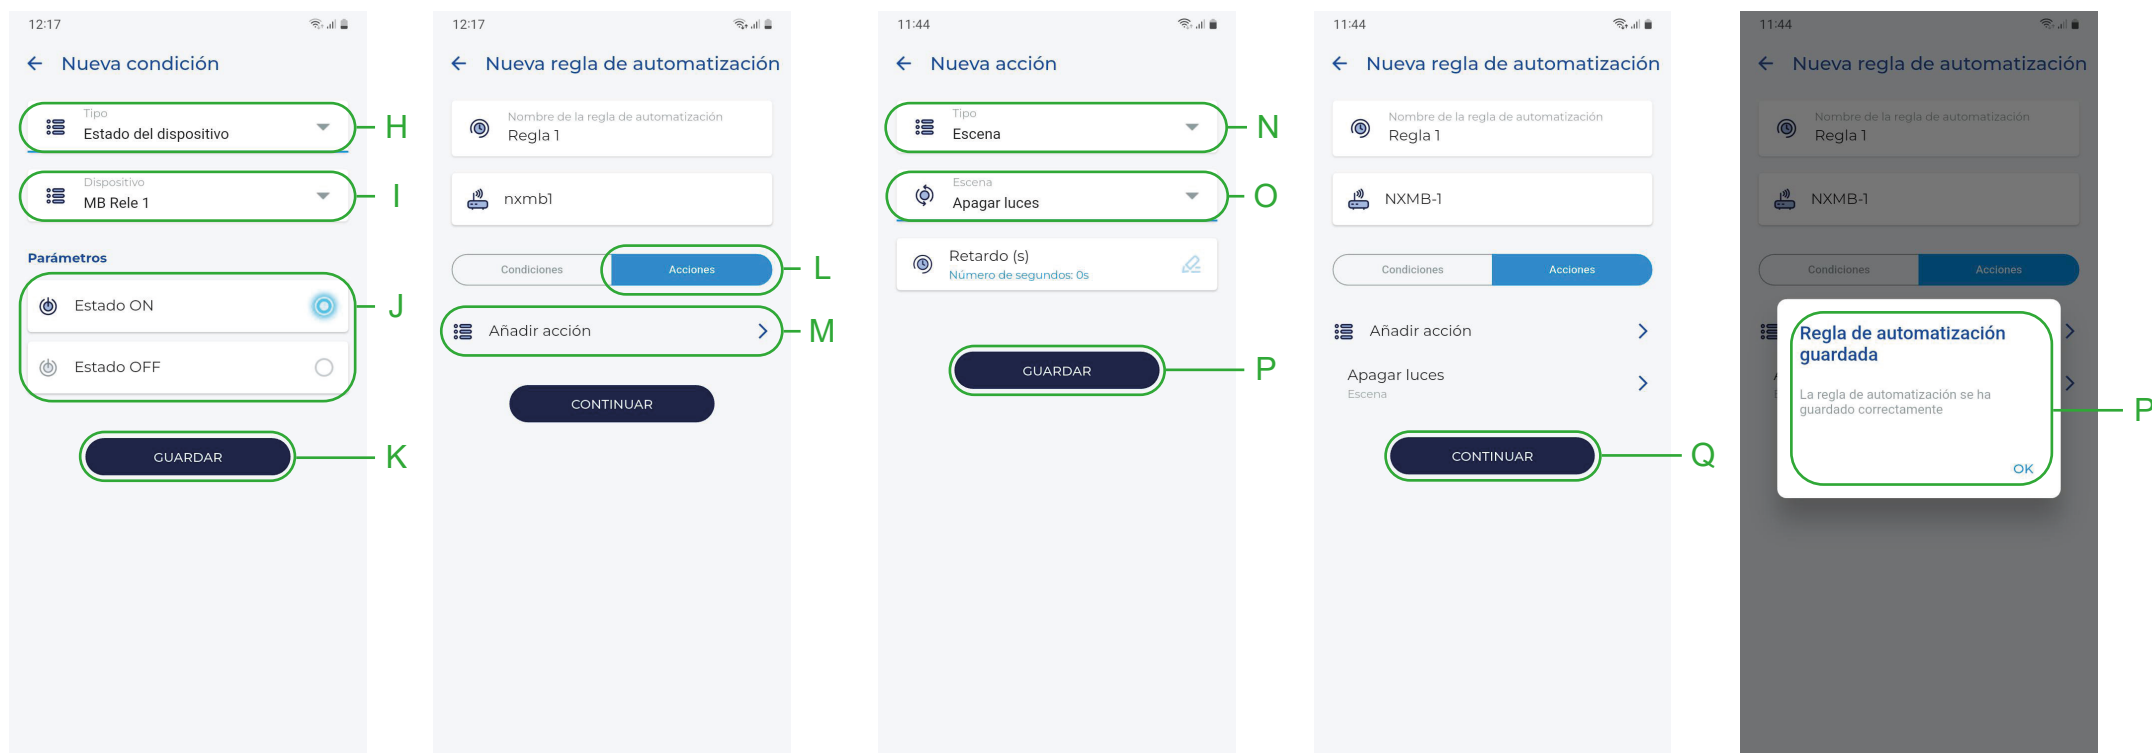 12:17
Nueva condición
Tipo
Estado del dispositivo
H
Dispositivo
MB Rele 1
I
Parámetros
Estado ON
J
Estado OFF
GUARDAR
K
12:17
Nueva regla de automatización
Nombre de la regla de automatización
Regla 1
nxmb1
Condiciones
Acciones
L
Añadir acción
M
CONTINUAR
11:44
Nueva acción
Tipo
Escena
N
Escena
Apagar luces
O
Retardo (s)
Número de segundos: 0s
GUARDAR
P
11:44
Nueva regla de automatización
Nombre de la regla de automatización
Regla 1
NXMB-1
Condiciones
Acciones
Añadir acción
Apagar luces
Escena
CONTINUAR
Q
11:44
Nueva regla de automatización
Nombre de la regla de automatización
Regla 1
NXMB-1
Condiciones
Acciones
Regla de automatización
guardada
La regla de automatización se ha
guardado correctamente
P
OK